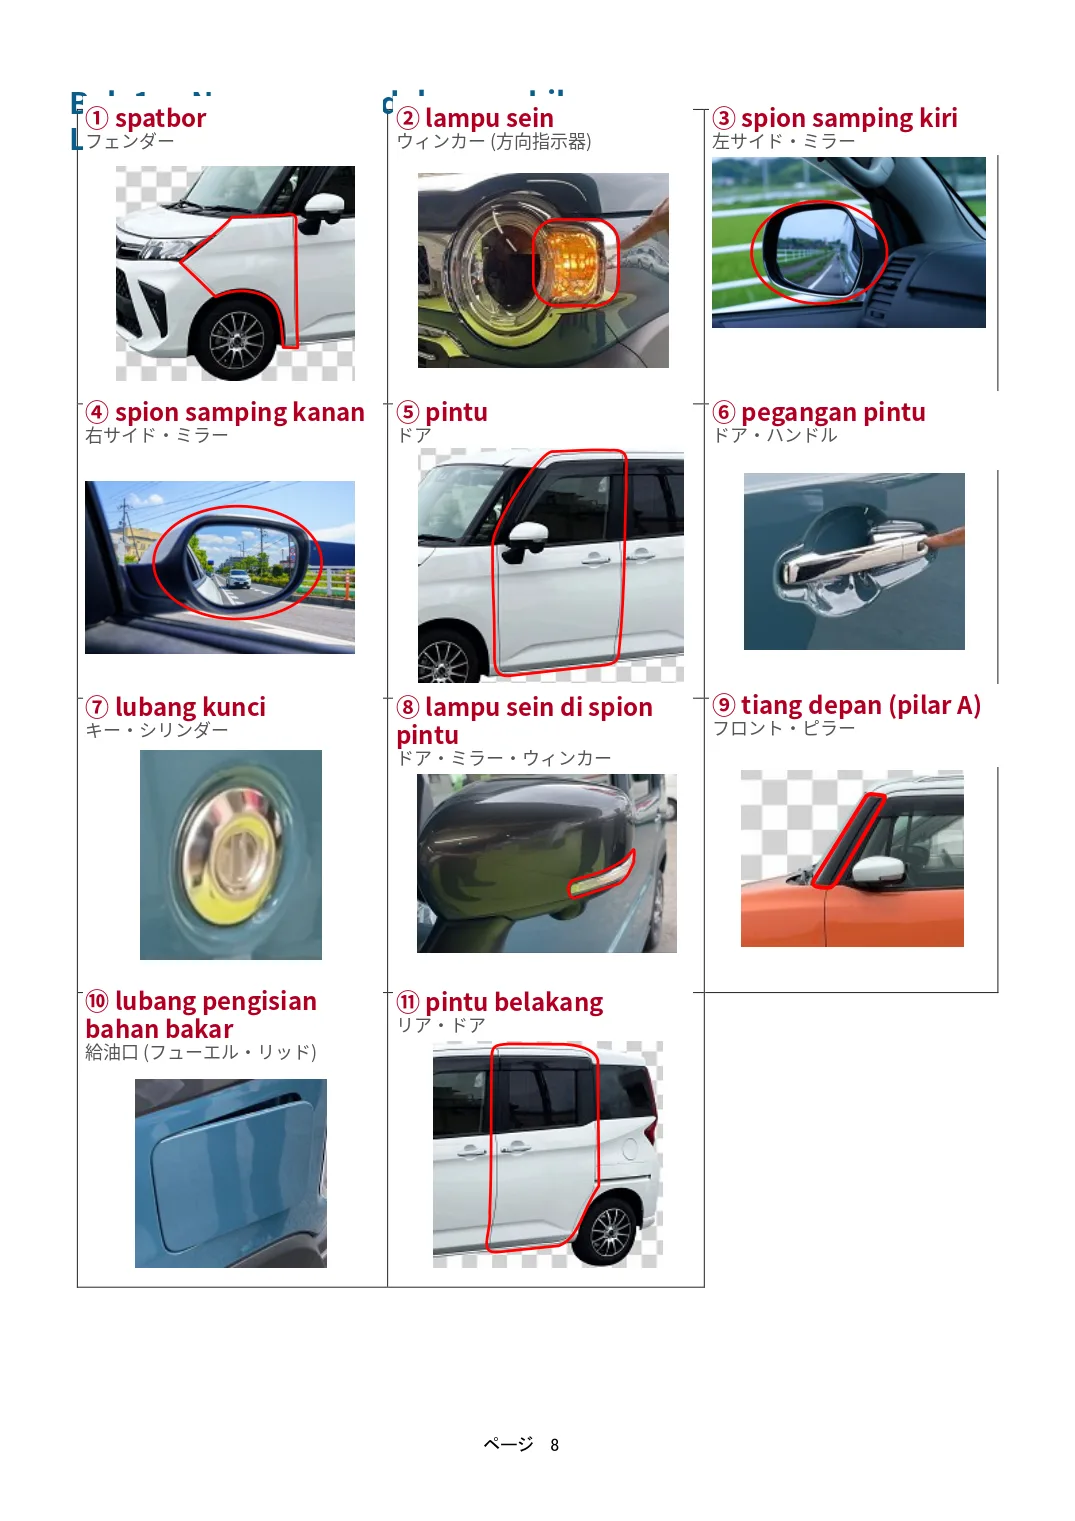 ① spatbor
フェンダー
② lampu sein
ウィンカー (方向指示器)
③ spion samping kiri
左サイド・ミラー
④ spion samping kanan
右サイド・ミラー
⑤ pintu
ドア
⑥ pegangan pintu
ドア・ハンドル
⑦ lubang kunci
キー・シリンダー
⑧ lampu sein di spion
pintu
ドア・ミラー・ウィンカー
⑨ tiang depan (pilar A)
フロント・ピラー
⑩ lubang pengisian
bahan bakar
給油口 (フューエル・リッド)
⑪ pintu belakang
リア・ドア
ページ 8